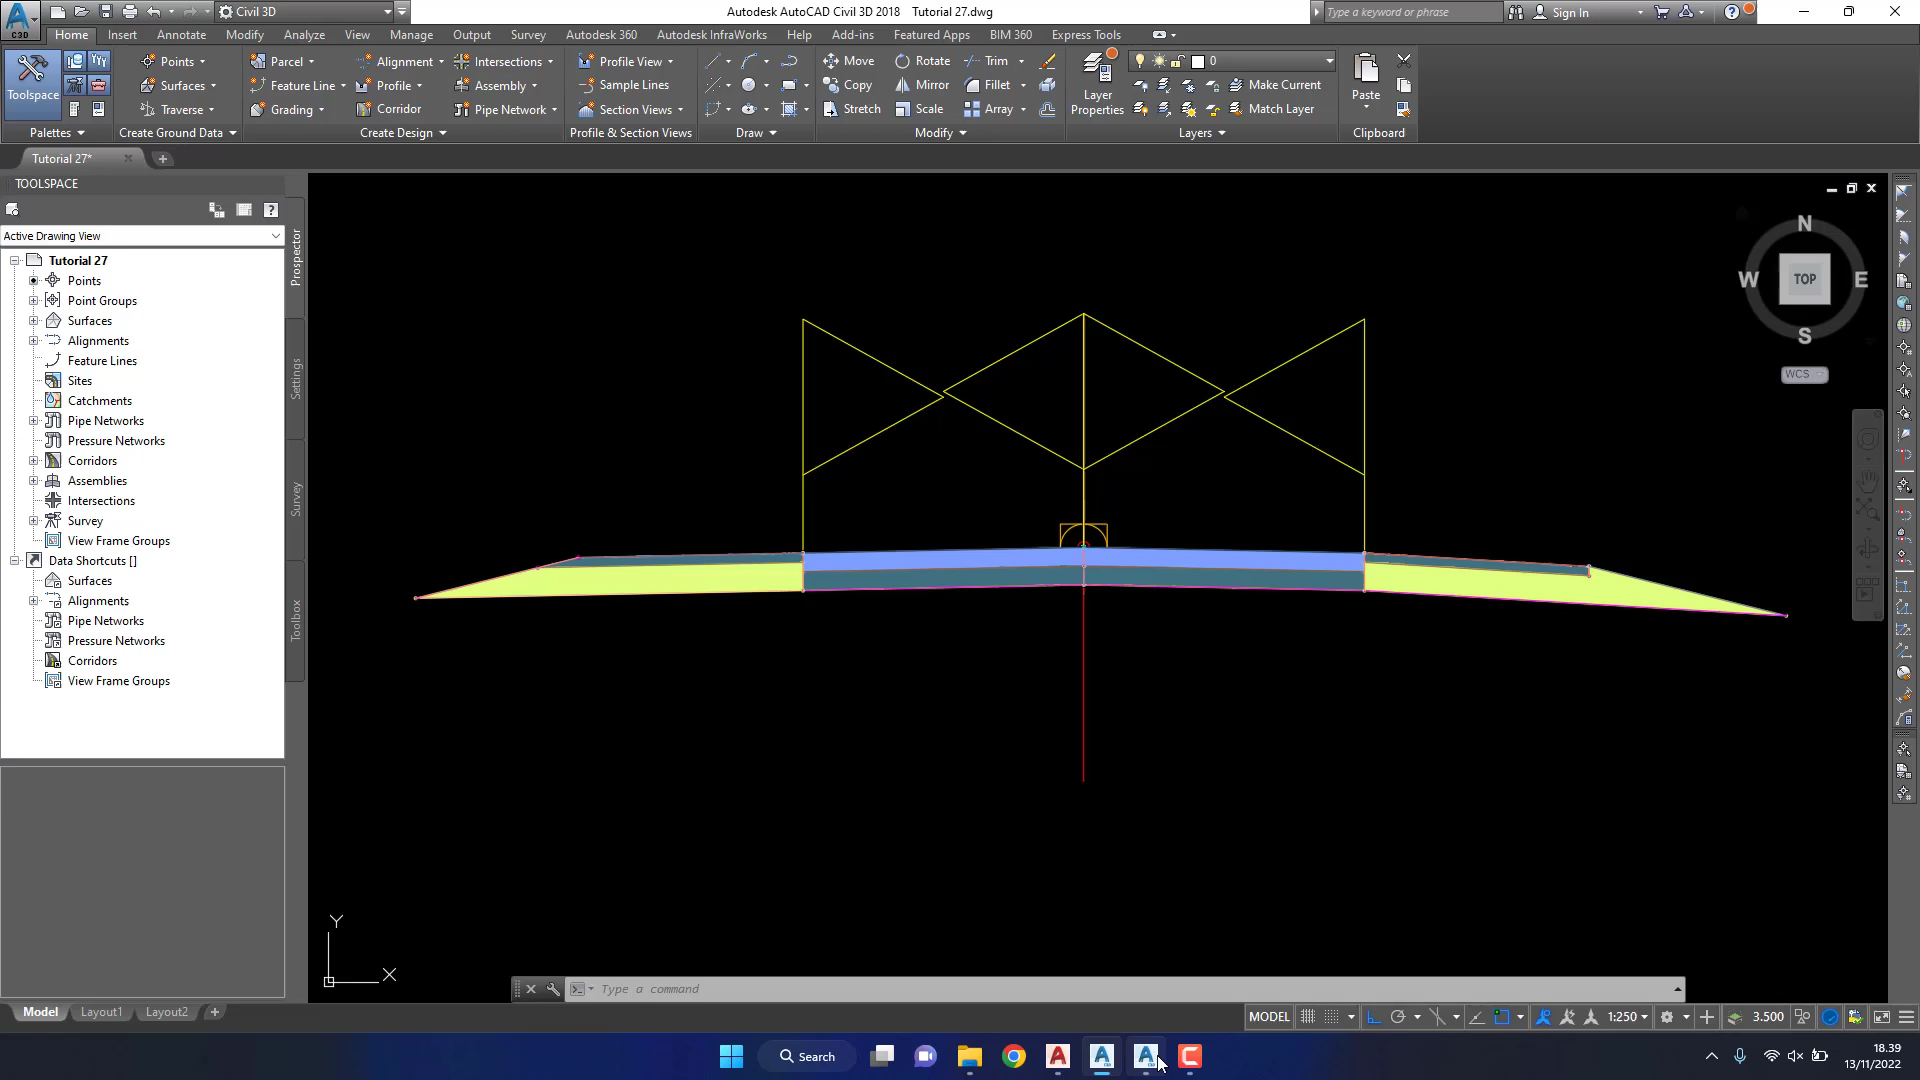 Civil 3D
Autodesk AutoCAD Civil 3D 2018 Tutorial 27.dwg
Type a keyword or phrase
Sign In
C3D
Home Insert Annotate Analyze View Manage Output Survey Autodesk 360 Autodesk InfraWorks Help Add-ins Featured Apps BIM 360 Express Tools
Toolspace
Palettes
Points
Surfaces
Traverse
Create Ground Data
Parcel
Feature Line
Grading
Alignment
Profile
Corridor
Intersections
Assembly
Pipe Network
Create Design
Profile View
Sample Lines
Section Views
Profile & Section Views
Draw
Move
Copy
Stretch
Rotate
Mirror
Scale
Trim
Fillet
Array
Modify
Layer
Properties
0
Make Current
Match Layer
Layers
Paste
Clipboard
Tutorial 27*
TOOLSPACE
Active Drawing View
Tutorial 27
Points
Point Groups
Surfaces
Alignments
Feature Lines
Sites
Catchments
Pipe Networks
Pressure Networks
Corridors
Assemblies
Intersections
Survey
View Frame Groups
Data Shortcuts []
Surfaces
Alignments
Pipe Networks
Pressure Networks
Corridors
View Frame Groups
Prospector
Settings
Survey
Toolbox
N
W TOP E
S
WCS
Y
X
Type a command
Model Layout1 Layout2
MODEL
1:250
3.500
Search
18.39
13/11/2022